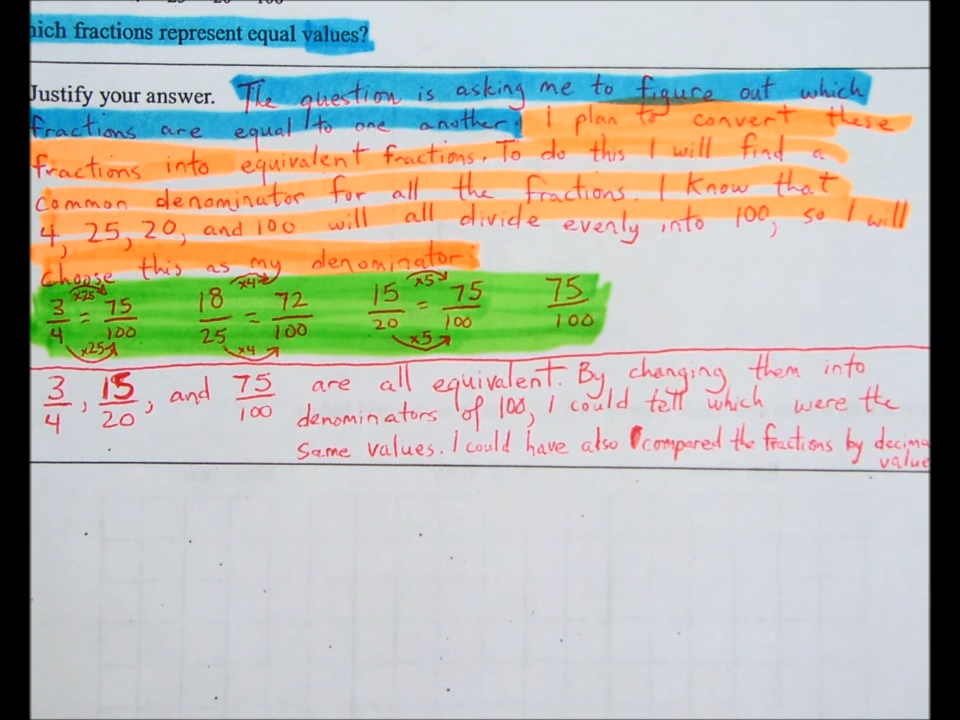 hich fractions represent equal values?
Justify your answer. The question is asking me to figure out which
fractions are equal to one another. I plan to convert these
fractions into equivalent fractions. To do this I will find a
common denominator for all the fractions. I know that
4, 25, 20, and 100 will all divide evenly into 100, so I will
choose this as my denominator.
x25 x4 x5
3/4 = 75/100 18/25 = 72/100 15/20 = 75/100 75/100
x25 x4 x5
3/4, 15/20, and 75/100 are all equivalent. By changing them into
denominators of 100, I could tell which were the
same values. I could have also compared the fractions by decima
value